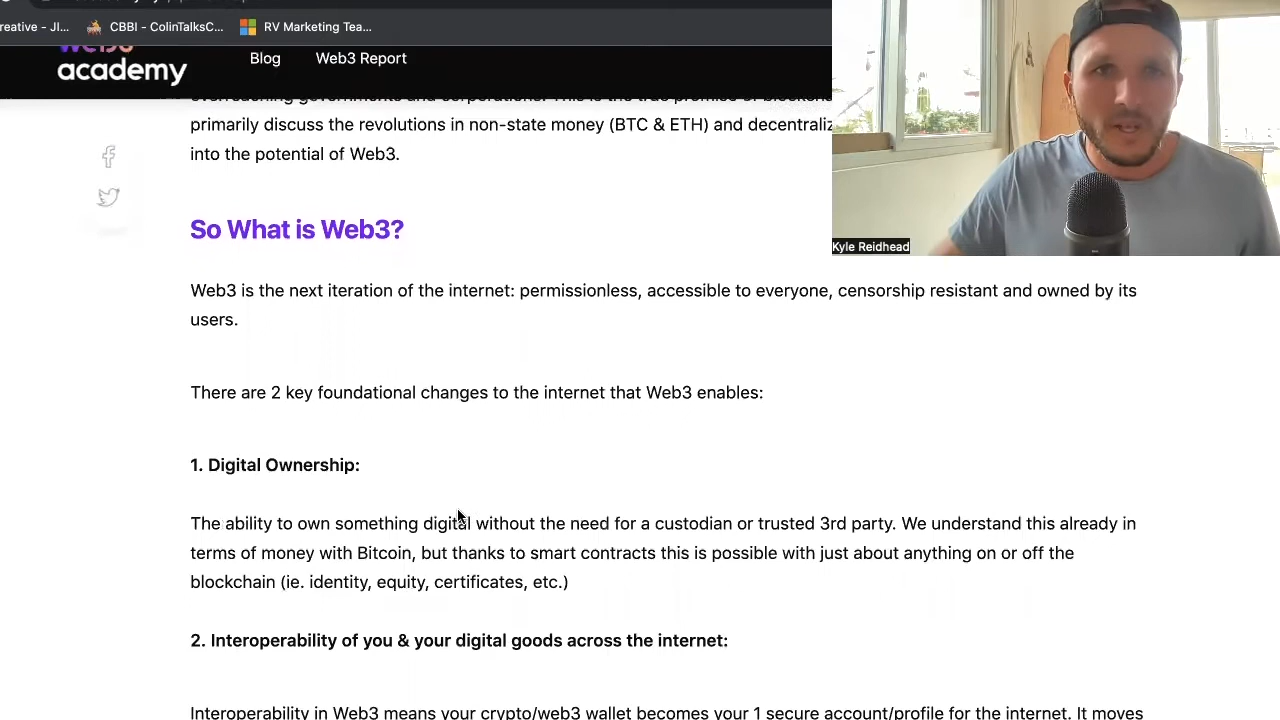 reative - JI...
CBBI - ColinTalksC...
RV Marketing Tea...
web3
academy
Blog
Web3 Report
primarily discuss the revolutions in non-state money (BTC & ETH) and decentraliz
into the potential of Web3.
Kyle Reidhead
So What is Web3?
Web3 is the next iteration of the internet: permissionless, accessible to everyone, censorship resistant and owned by its
users.
There are 2 key foundational changes to the internet that Web3 enables:
1. Digital Ownership:
The ability to own something digital without the need for a custodian or trusted 3rd party. We understand this already in
terms of money with Bitcoin, but thanks to smart contracts this is possible with just about anything on or off the
blockchain (ie. identity, equity, certificates, etc.)
2. Interoperability of you & your digital goods across the internet:
Interoperability in Web3 means your crypto/web3 wallet becomes your 1 secure account/profile for the internet. It moves